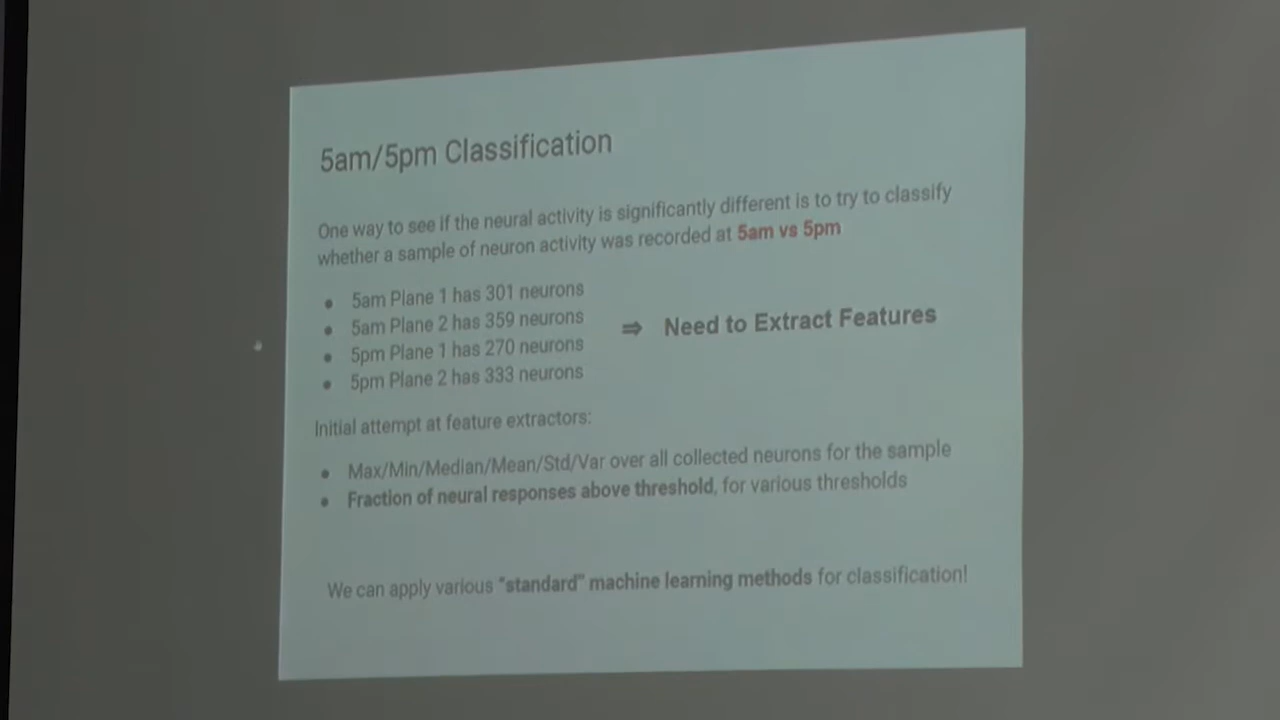 5am/5pm Classification
One way to see if the neural activity is significantly different is to try to classify
whether a sample of neuron activity was recorded at 5am vs 5pm
● 5am Plane 1 has 301 neurons
● 5am Plane 2 has 359 neurons
● 5pm Plane 1 has 270 neurons
● 5pm Plane 2 has 333 neurons
⇒ Need to Extract Features
Initial attempt at feature extractors:
● Max/Min/Median/Mean/Std/Var over all collected neurons for the sample
● Fraction of neural responses above threshold, for various thresholds
We can apply various "standard" machine learning methods for classification!